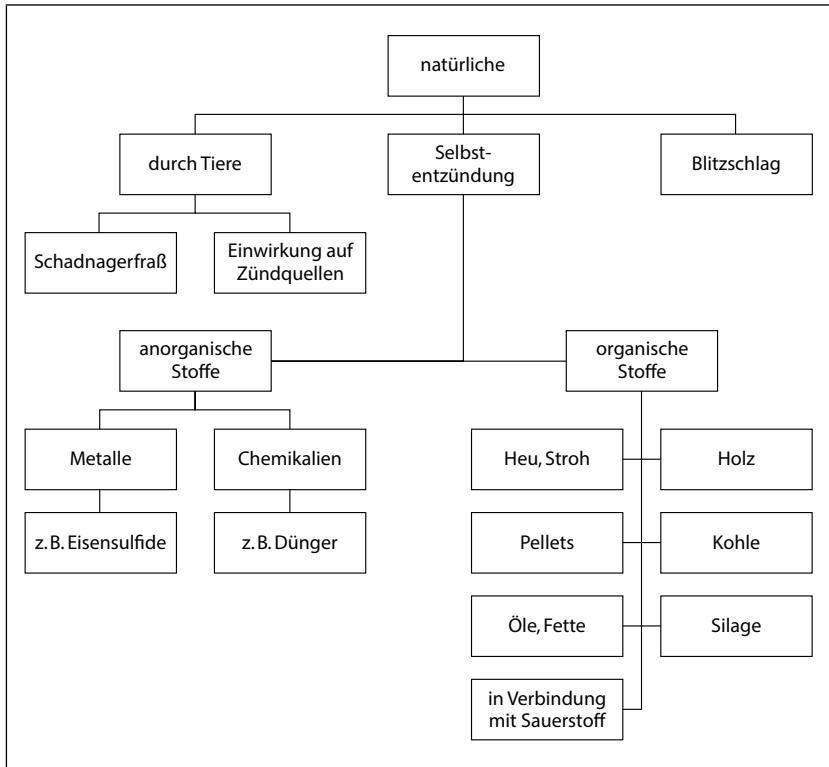 natürliche
durch Tiere
Selbst-
entzündung
Blitzschlag
Schadnagerfraß
Einwirkung auf
Zündquellen
anorganische
Stoffe
organische
Stoffe
Metalle
Chemikalien
Heu, Stroh
Holz
z. B. Eisensulfide
z. B. Dünger
Pellets
Kohle
Öle, Fette
Silage
in Verbindung
mit Sauerstoff